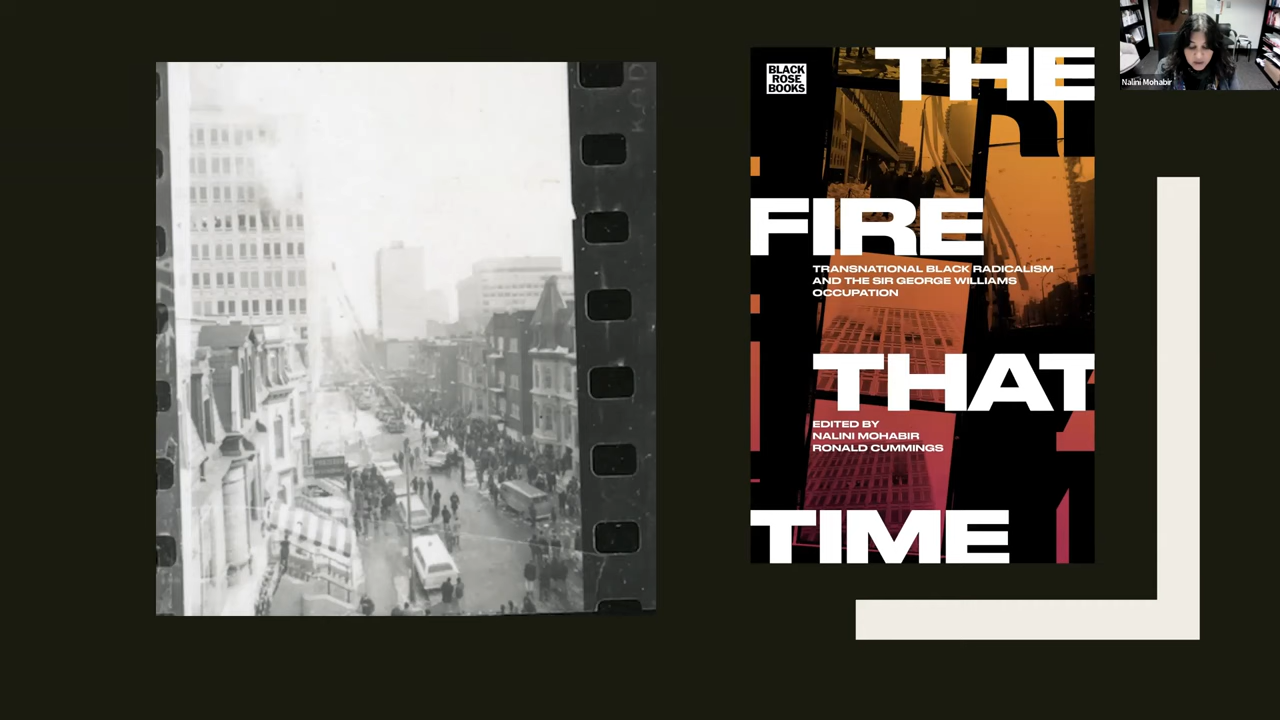 BLACK
ROSE
BOOKS
THE
FIRE
TRANSNATIONAL BLACK RADICALISM
AND THE SIR GEORGE WILLIAMS
OCCUPATION
THAT
EDITED BY
NALINI MOHABIR
RONALD CUMMINGS
TIME
Nalini Mohabir